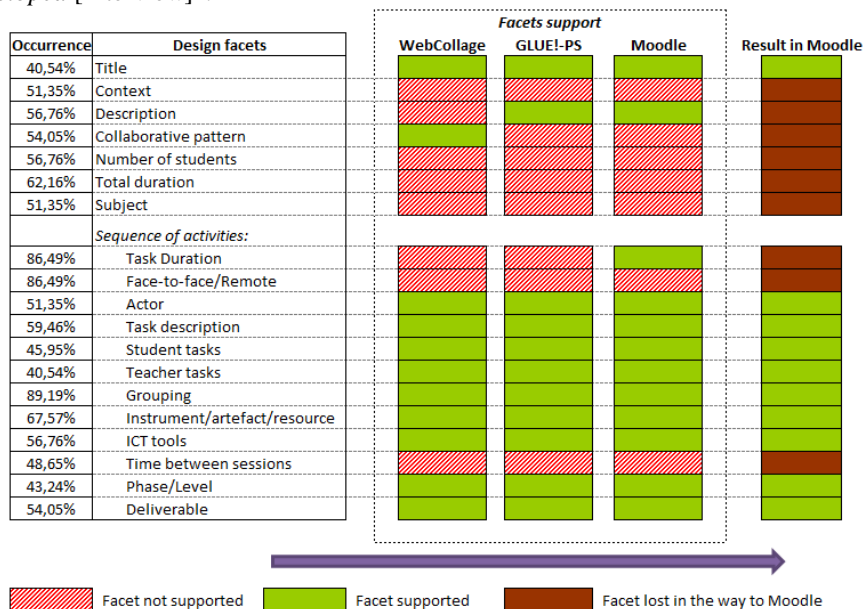 Facets support
Occurrence Design facets WebCollage GLUE!-PS Moodle Result in Moodle
40,54% Title
51,35% Context
56,76% Description
54,05% Collaborative pattern
56,76% Number of students
62,16% Total duration
51,35% Subject
Sequence of activities:
86,49% Task Duration
86,49% Face-to-face/Remote
51,35% Actor
59,46% Task description
45,95% Student tasks
40,54% Teacher tasks
89,19% Grouping
67,57% Instrument/artefact/resource
56,76% ICT tools
48,65% Time between sessions
43,24% Phase/Level
54,05% Deliverable
Facet not supported Facet supported Facet lost in the way to Moodle